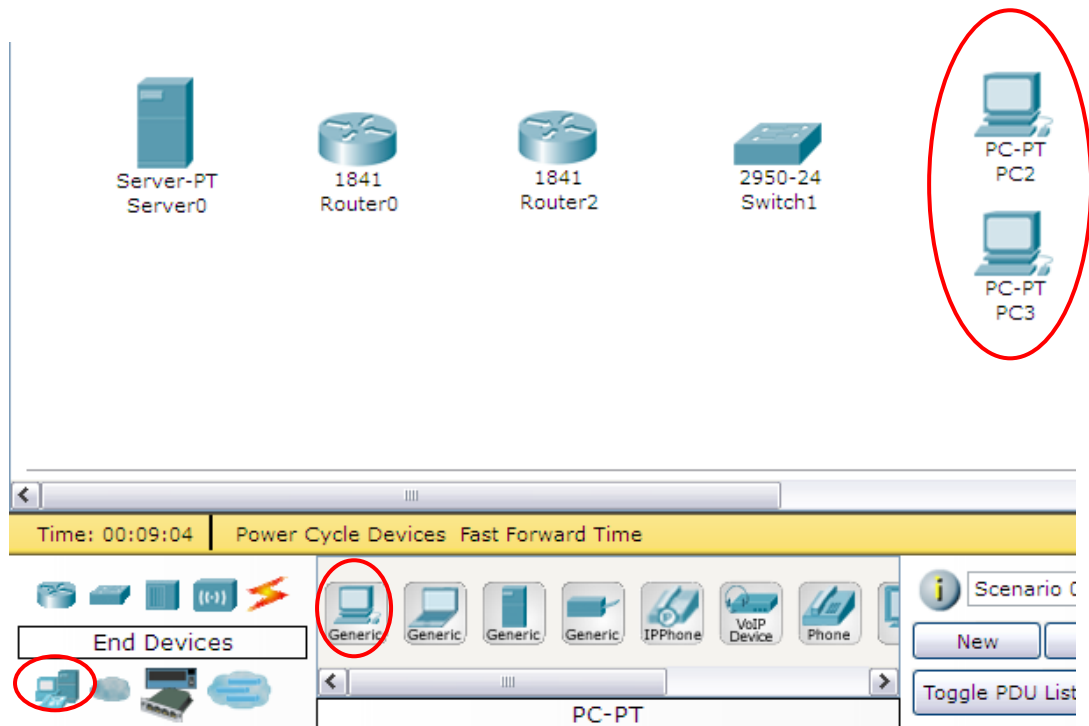 Server-PT
Server0
1841
Router0
1841
Router2
2950-24
Switch1
PC-PT
PC2
PC-PT
PC3
Time: 00:09:04 Power Cycle Devices Fast Forward Time
End Devices
Generic
Generic
Generic
Generic
IPPhone
VoIP
Device
Phone
PC-PT
i
Scenario 0
New
Toggle PDU List